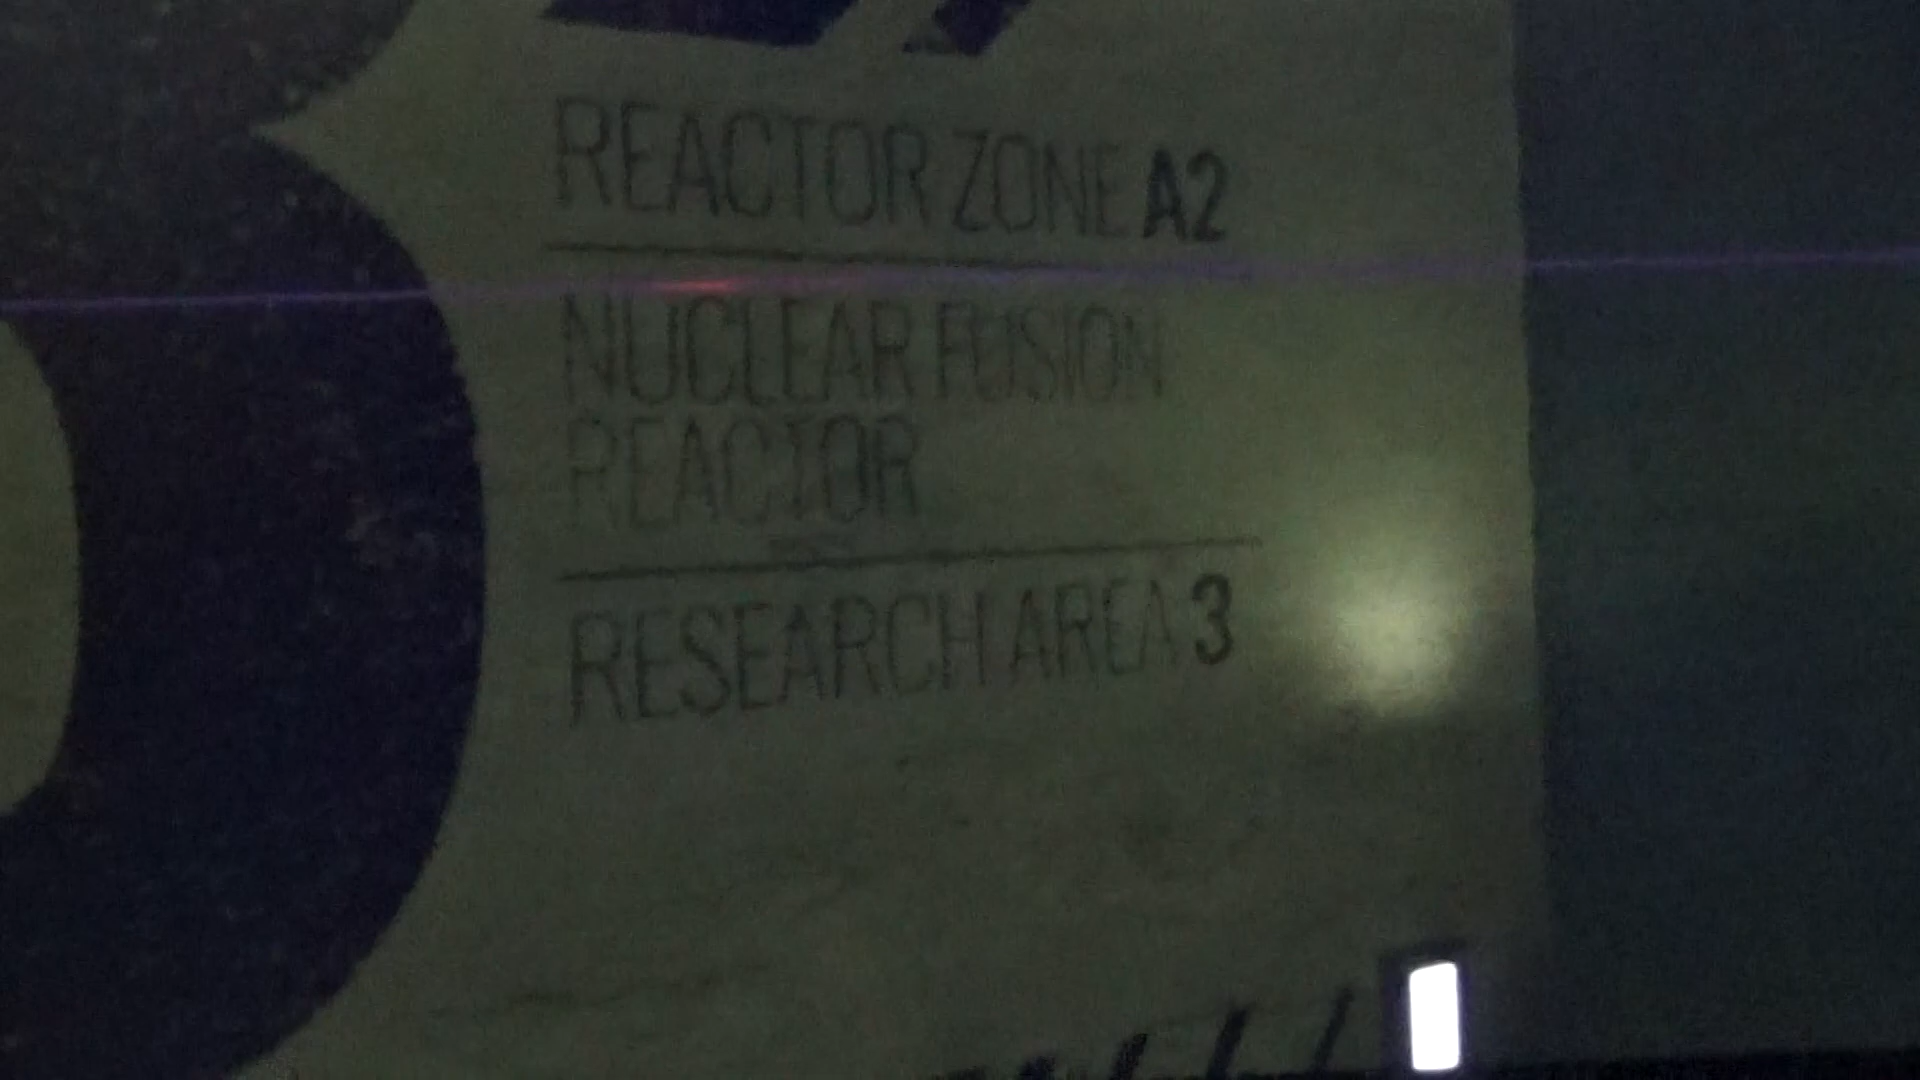 REACTOR ZONE A2
NUCLEAR FUSION
REACTOR
RESEARCH AREA 3